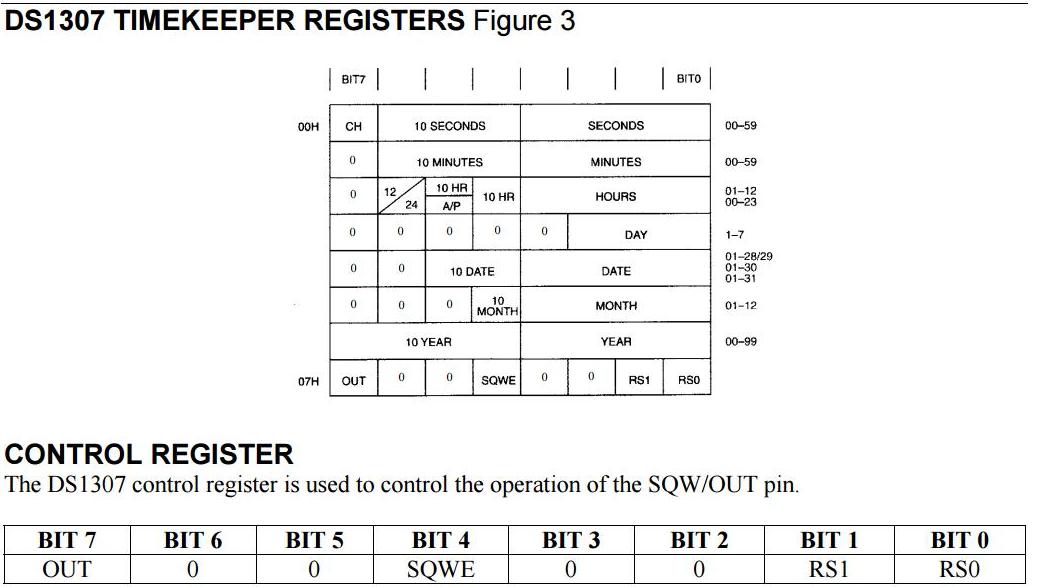 DS1307 TIMEKEEPER REGISTERS Figure 3
BIT7 BIT0
00H CH 10 SECONDS SECONDS 00–59
0 10 MINUTES MINUTES 00–59
0 12/24 10 HR A/P 10 HR HOURS 01–12 00–23
0 0 0 0 0 DAY 1–7
0 0 10 DATE DATE 01–28/29 01–30 01–31
0 0 0 10 MONTH MONTH 01–12
10 YEAR YEAR 00–99
07H OUT 0 0 SQWE 0 0 RS1 RS0
CONTROL REGISTER
The DS1307 control register is used to control the operation of the SQW/OUT pin.
BIT 7 BIT 6 BIT 5 BIT 4 BIT 3 BIT 2 BIT 1 BIT 0
OUT 0 0 SQWE 0 0 RS1 RS0